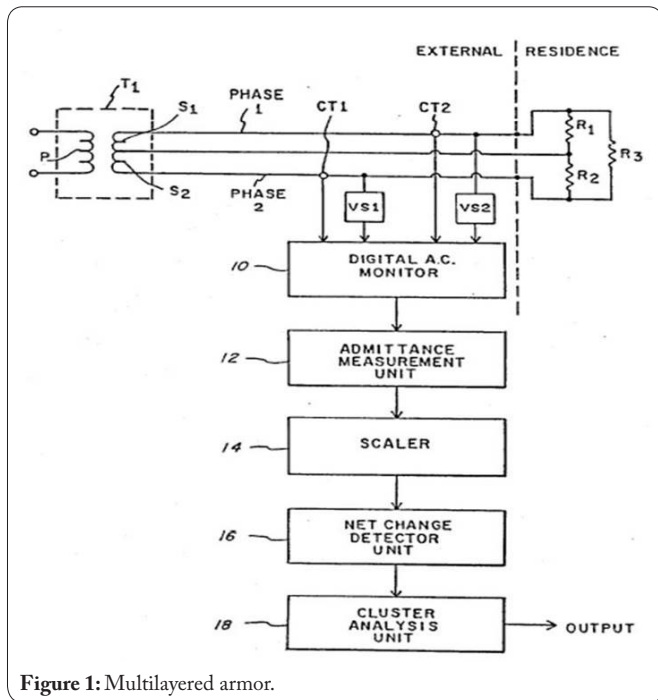 EXTERNAL
RESIDENCE
T1
S1
PHASE
1
CT1
CT2
R1
P
R3
R2
S2
PHASE
2
VS1
VS2
10
DIGITAL A.C.
MONITOR
12
ADMITTANCE
MEASUREMENT
UNIT
14
SCALER
16
NET CHANGE
DETECTOR
UNIT
18
CLUSTER
ANALYSIS
UNIT
OUTPUT
Figure 1: Multilayered armor.